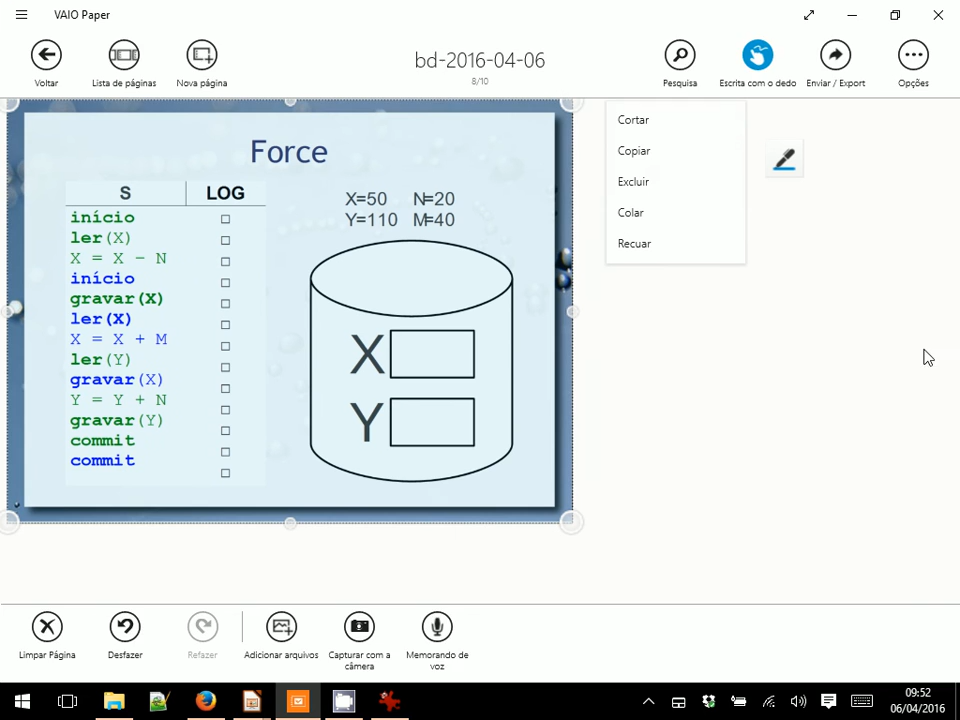 VAIO Paper
Voltar
Lista de páginas
Nova página
bd-2016-04-06
8/10
Pesquisa
Escrita com o dedo
Enviar / Export
Opções
Force
S LOG
início
ler(X)
X = X – N
início
gravar(X)
ler(X)
X = X + M
ler(Y)
gravar(X)
Y = Y + N
gravar(Y)
commit
commit
X=50 N=20
Y=110 M=40
X
Y
Cortar
Copiar
Excluir
Colar
Recuar
Limpar Página
Desfazer
Refazer
Adicionar arquivos
Capturar com a
câmera
Memorando de
voz
09:52
06/04/2016